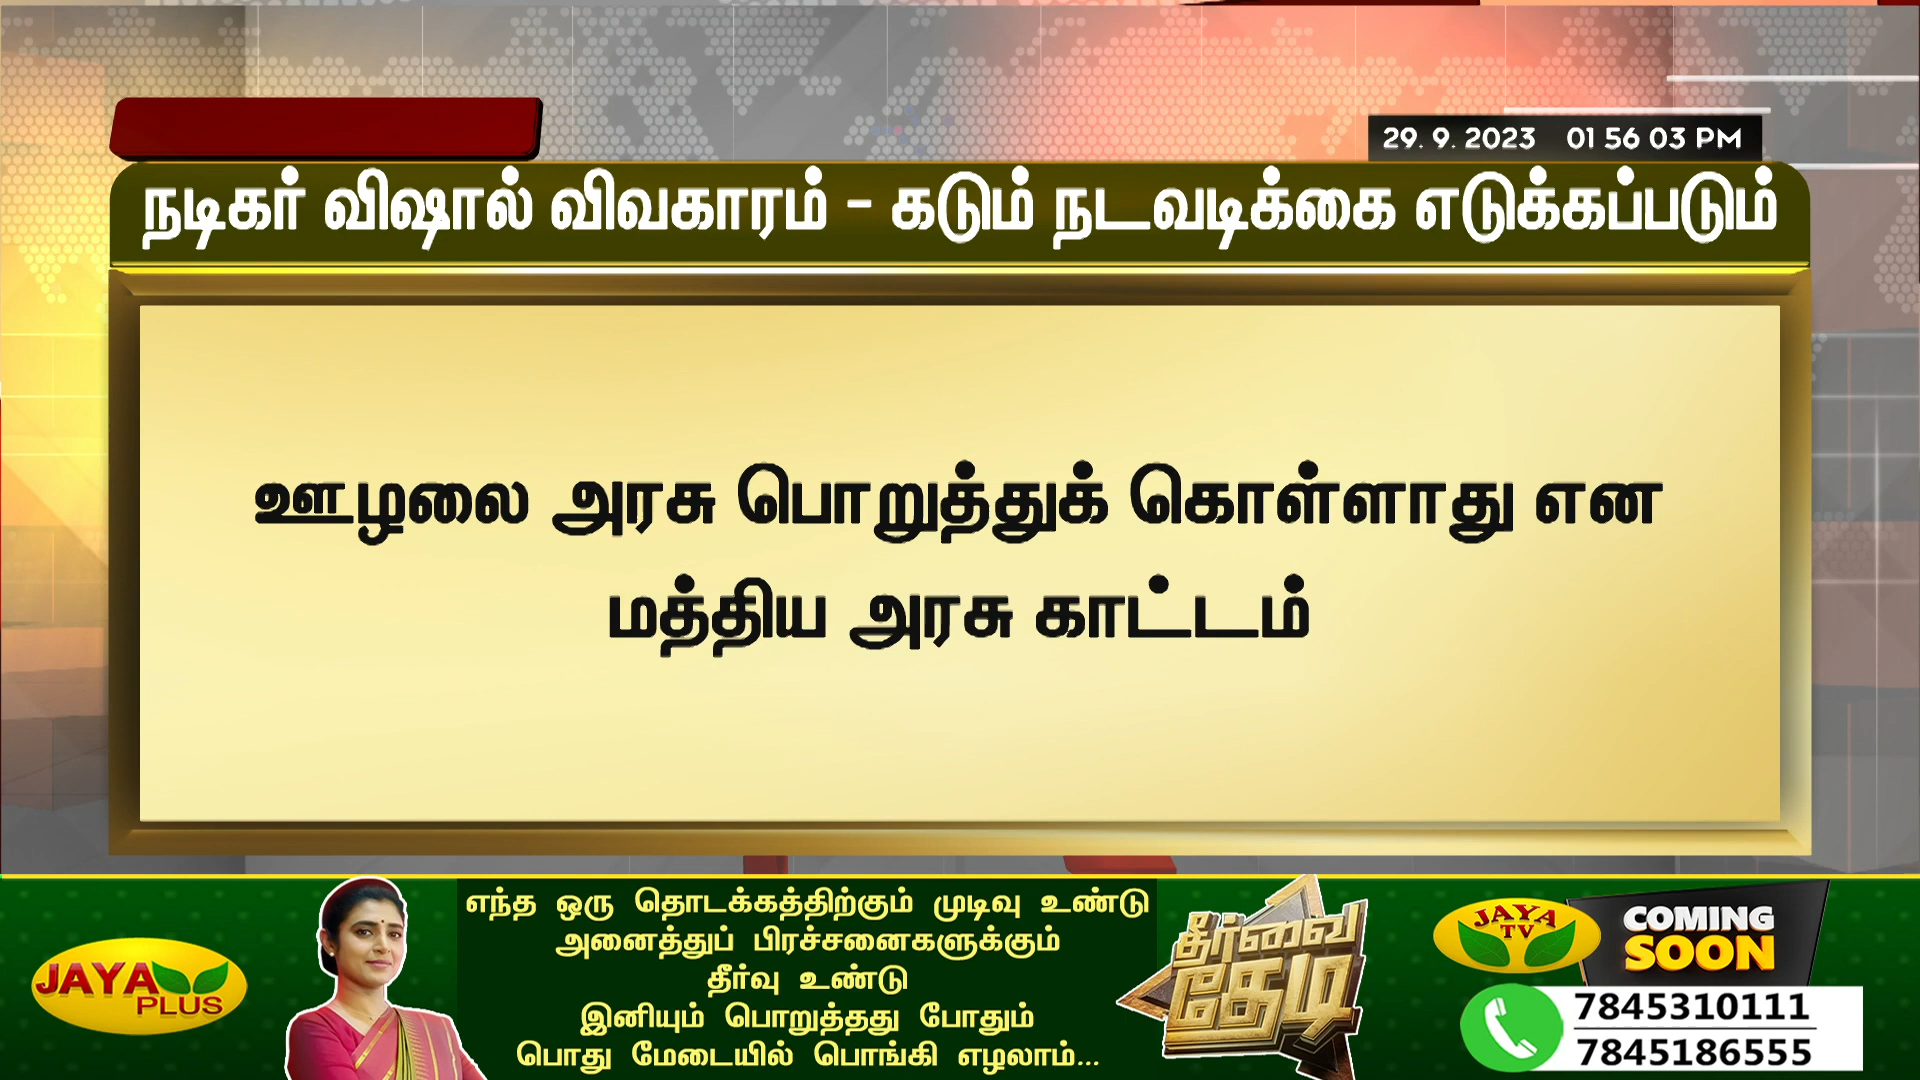 29. 9. 2023 01 56 03 PM
நடிகர் விஷால் விவகாரம் - கடும் நடவடிக்கை எடுக்கப்படும்
ஊழலை அரசு பொறுத்துக் கொள்ளாது என
மத்திய அரசு காட்டம்
JAYA
PLUS
எந்த ஒரு தொடக்கத்திற்கும் முடிவு உண்டு
அனைத்துப் பிரச்சனைகளுக்கும்
தீர்வு உண்டு
இனியும் பொறுத்தது போதும்
பொது மேடையில் பொங்கி எழலாம்...
தீர்வை
தேடி
JAYA
TV
COMING
SOON
7845310111
7845186555